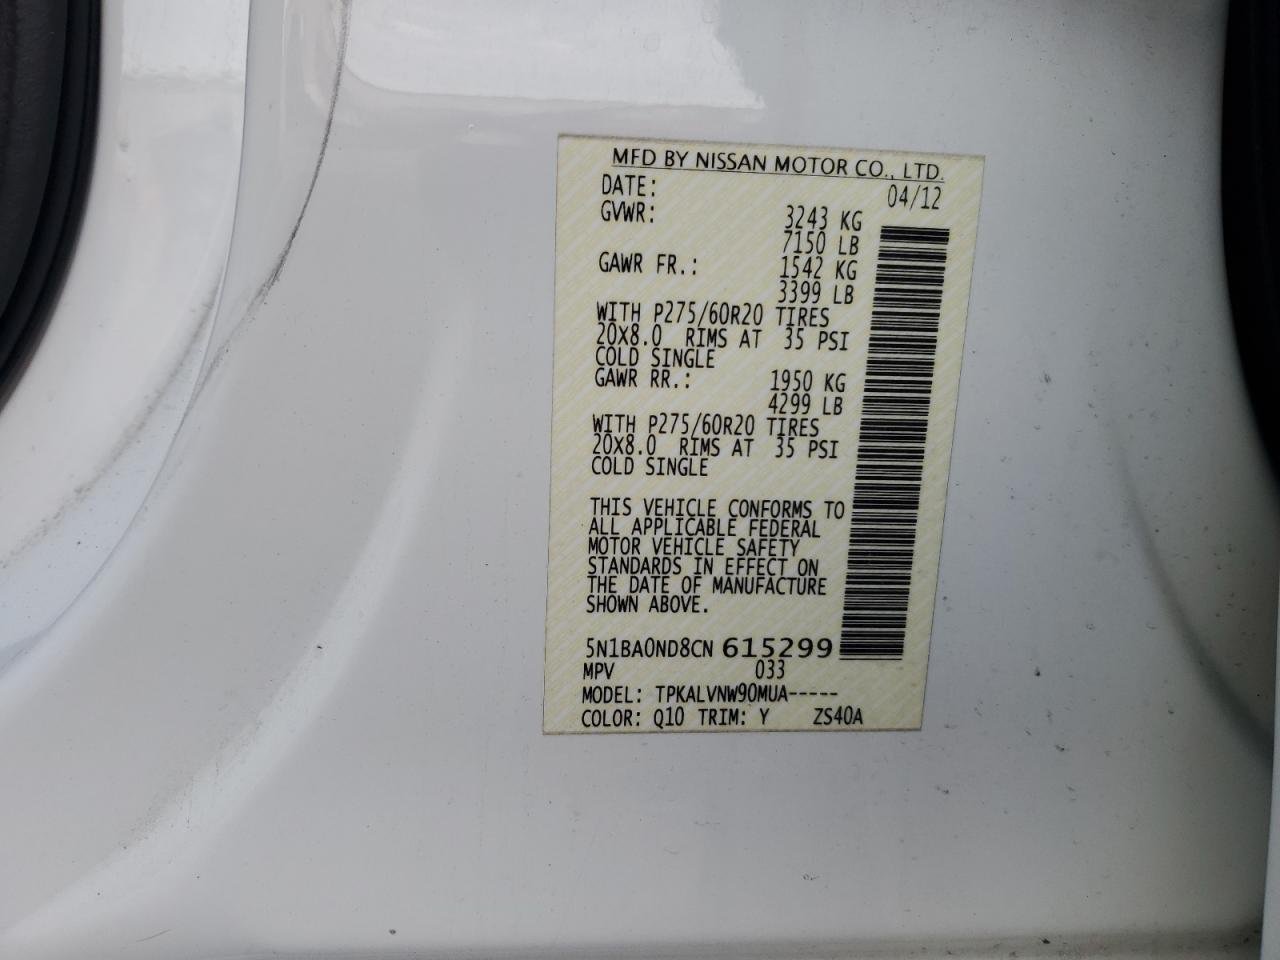 MFD BY NISSAN MOTOR CO., LTD.
DATE: 04/12
GVWR: 3243 KG
7150 LB
GAWR FR.: 1542 KG
3399 LB
WITH P275/60R20 TIRES
20X8.0 RIMS AT 35 PSI
COLD SINGLE
GAWR RR.: 1950 KG
4299 LB
WITH P275/60R20 TIRES
20X8.0 RIMS AT 35 PSI
COLD SINGLE
THIS VEHICLE CONFORMS TO
ALL APPLICABLE FEDERAL
MOTOR VEHICLE SAFETY
STANDARDS IN EFFECT ON
THE DATE OF MANUFACTURE
SHOWN ABOVE.
5N1BA0ND8CN 615299
MPV 033
MODEL: TPKALVNW90MUA-----
COLOR: Q10 TRIM: Y ZS40A